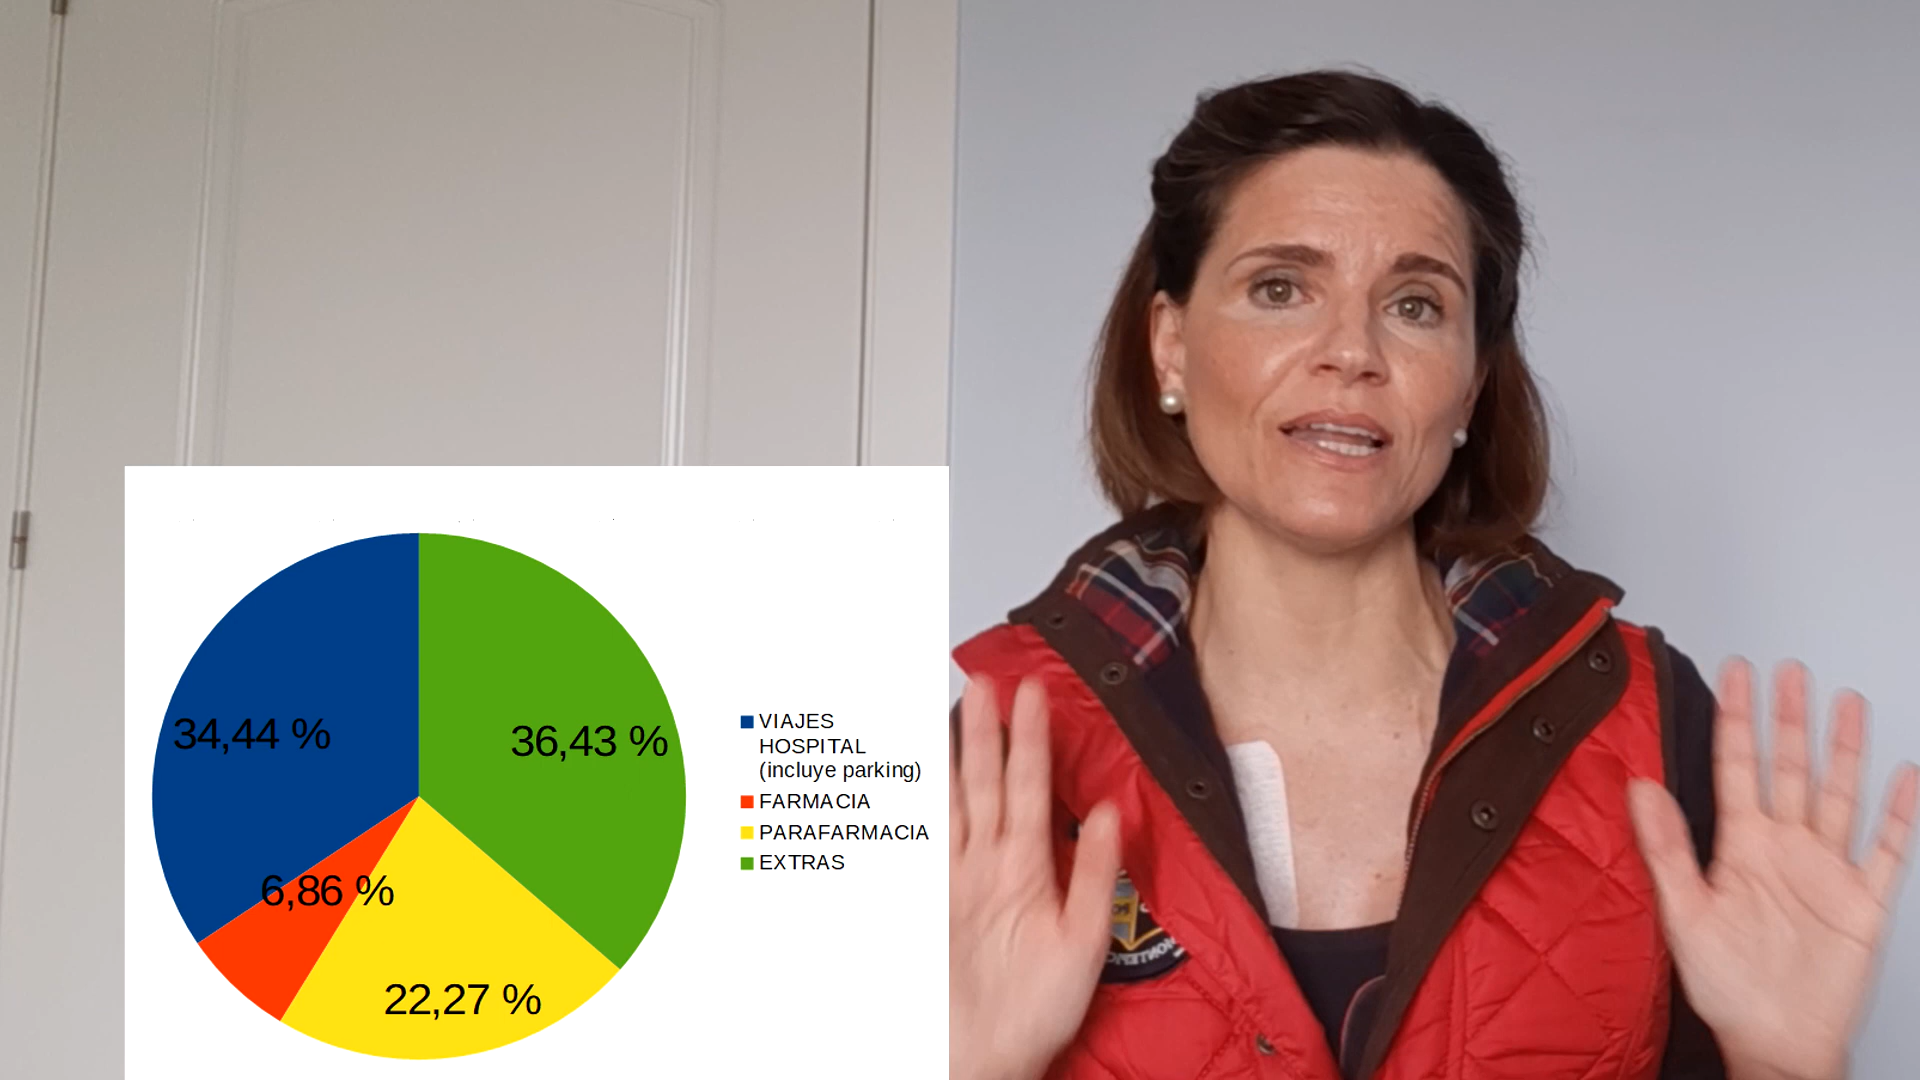 34,44 %
36,43 %
6,86 %
22,27 %
VIAJES
HOSPITAL
(incluye parking)
FARMACIA
PARAFARMACIA
EXTRAS